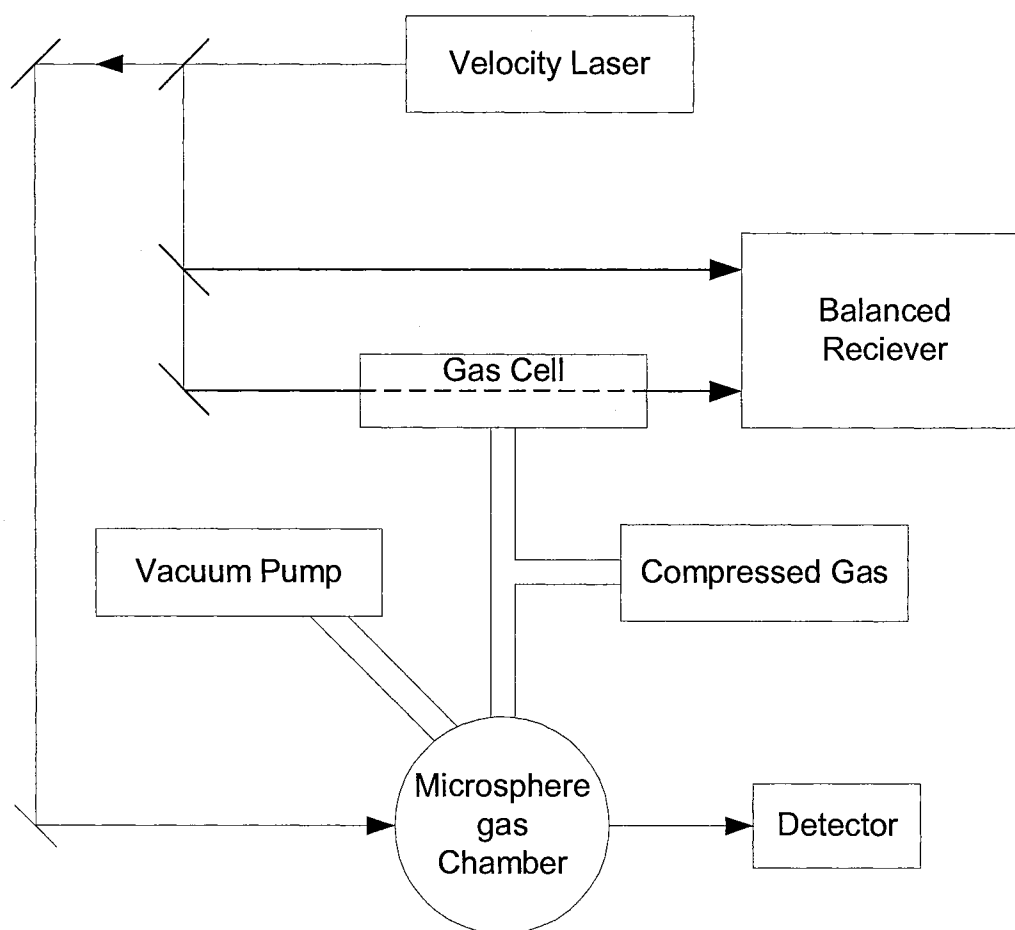 Velocity Laser
Balanced
Reciever
Gas Cell
Vacuum Pump
Compressed Gas
Microsphere
gas
Chamber
Detector